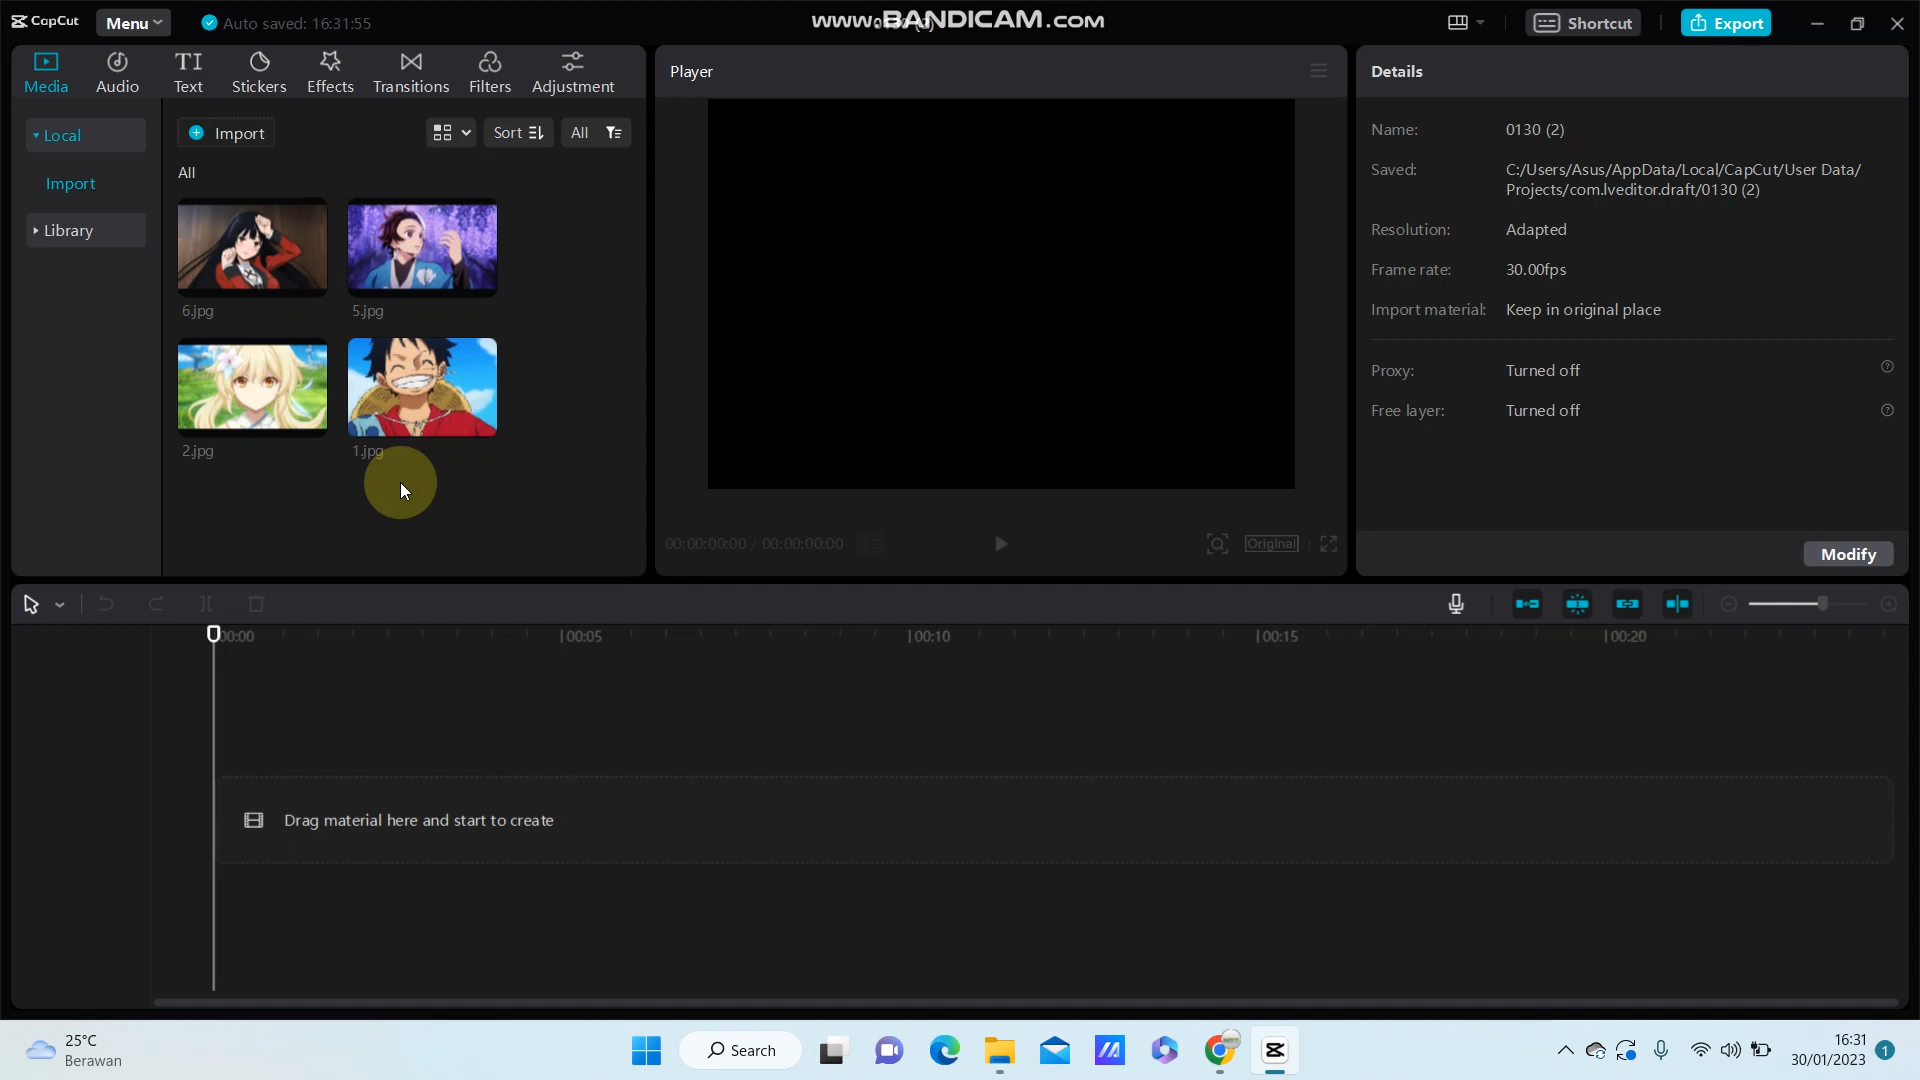 CapCut
Menu
Auto saved: 16:31:55
www.BANDICAM.com
Shortcut
Export
Media
Audio
Text
Stickers
Effects
Transitions
Filters
Adjustment
Local
Import
Library
Import
Sort
All
All
6.jpg
5.jpg
2.jpg
1.jpg
Player
00:00:00:00 / 00:00:00:00
Original
Details
Name: 0130 (2)
Saved: C:/Users/Asus/AppData/Local/CapCut/User Data/
Projects/com.lveditor.draft/0130 (2)
Resolution: Adapted
Frame rate: 30.00fps
Import material: Keep in original place
Proxy: Turned off
Free layer: Turned off
Modify
00:00
00:05
00:10
00:15
00:20
Drag material here and start to create
25°C
Berawan
Search
16:31
30/01/2023
1